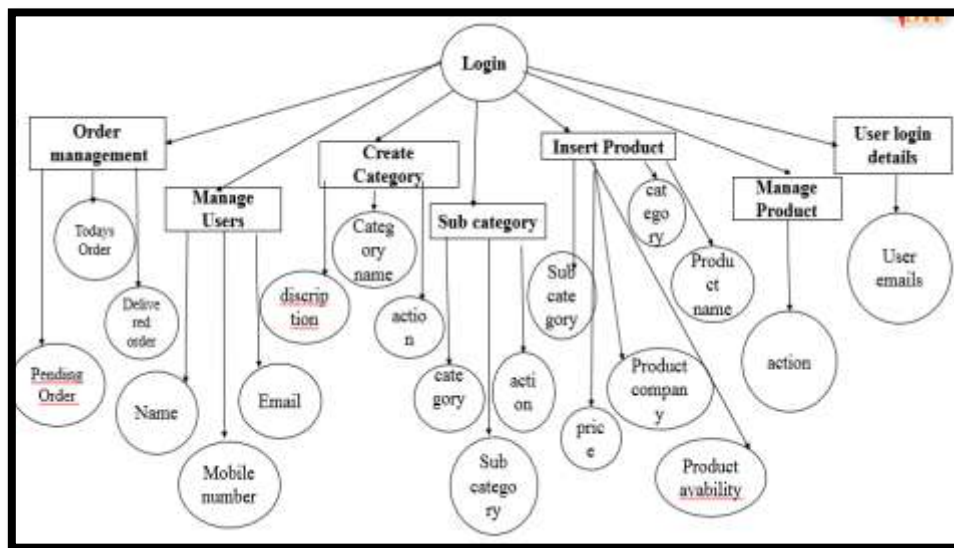 Login
Order
management
Manage
Users
Create
Category
Sub category
Insert Product
Manage
Product
User login
details
Todays
Order
Delive
red
order
Pending
Order
Name
Mobile
number
Email
discrip
tion
Categ
ory
name
actio
n
cate
gory
Sub
catego
ry
acti
on
Sub
cate
gory
pric
e
Product
compan
y
Product
avability
cat
ego
ry
Produ
ct
name
action
User
emails